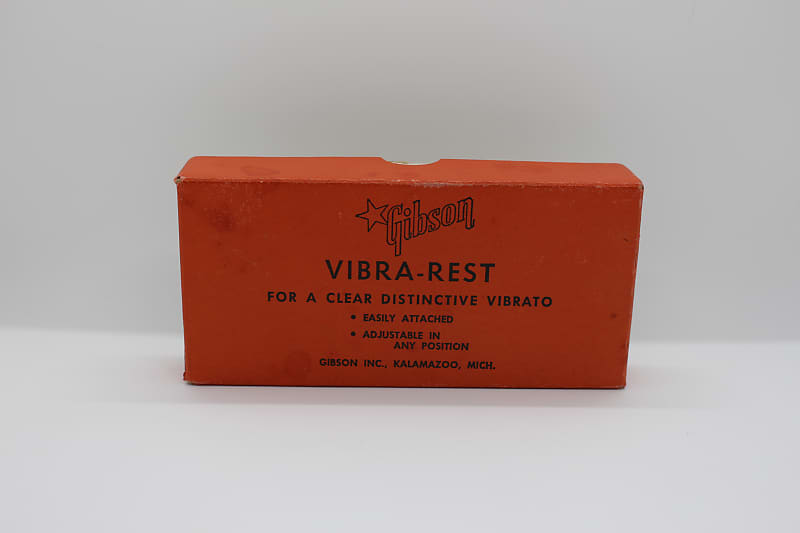 Gibson
VIBRA-REST
FOR A CLEAR DISTINCTIVE VIBRATO
• EASILY ATTACHED
• ADJUSTABLE IN
ANY POSITION
GIBSON INC., KALAMAZOO, MICH.